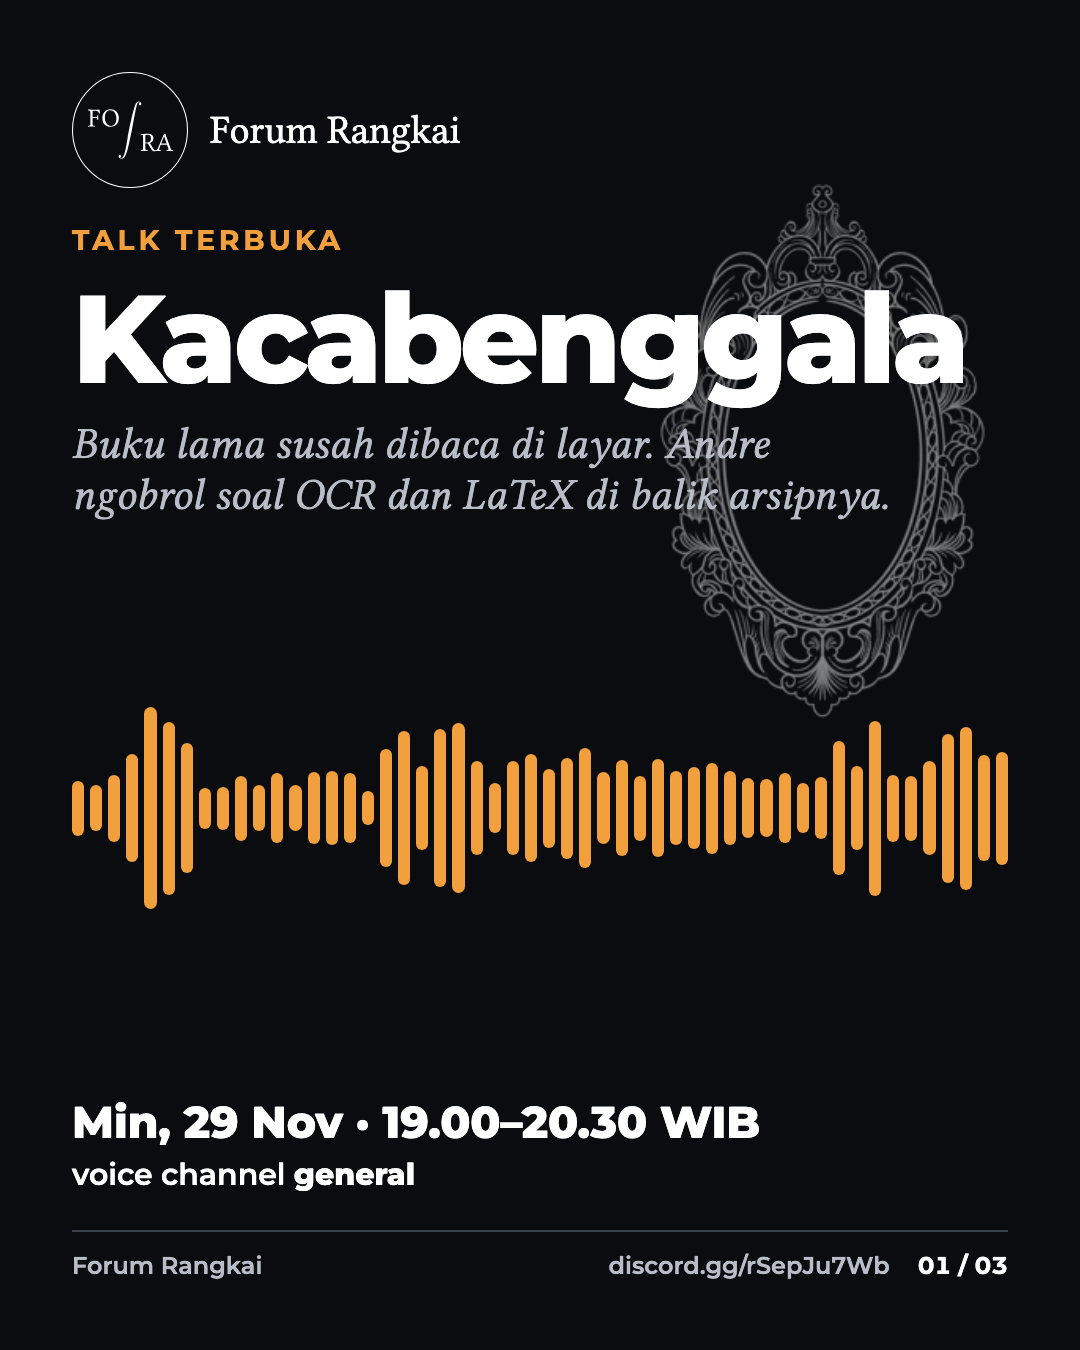 FO
RA
Forum Rangkai
TALK TERBUKA
Kacabenggala
Buku lama susah dibaca di layar. Andre
ngobrol soal OCR dan LaTeX di balik arsipnya.
Min, 29 Nov • 19.00–20.30 WIB
voice channel general
Forum Rangkai
discord.gg/rSepJu7Wb 01 / 03